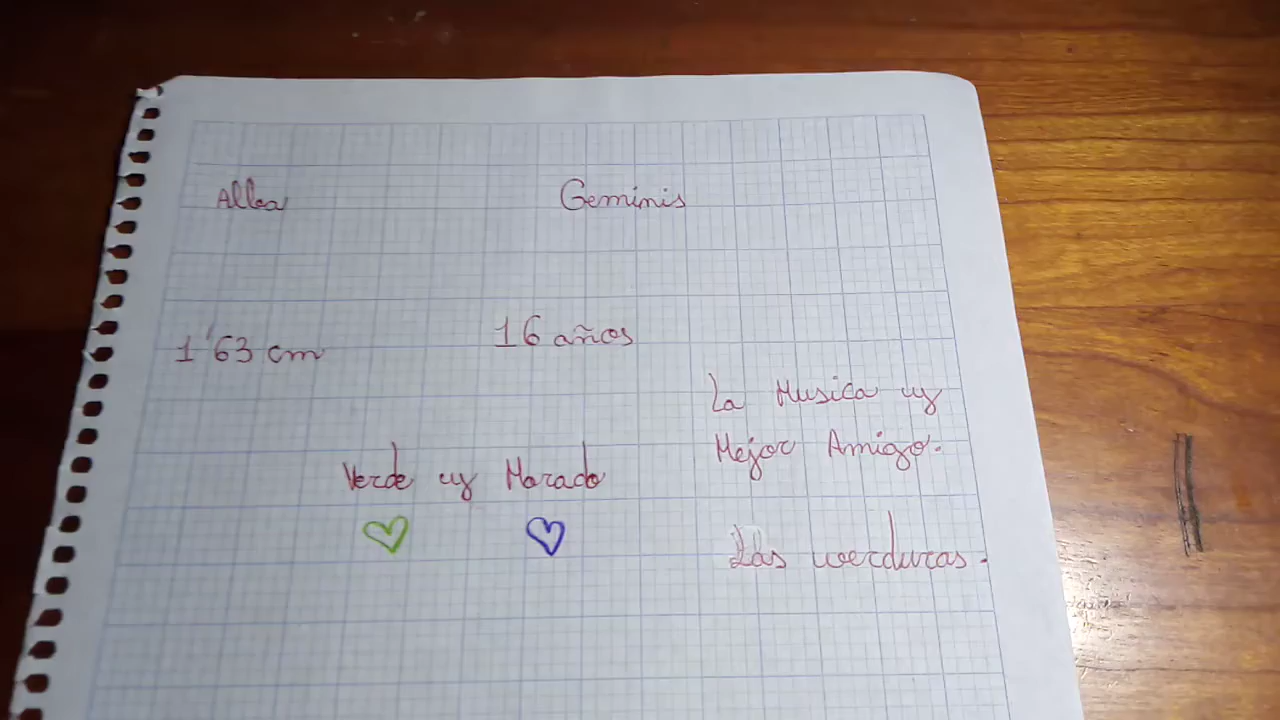 Alba
Geminis
1'63 cm
16 años
La Musica y
Mejor Amigo.
Verde y Morado
Las verduras.